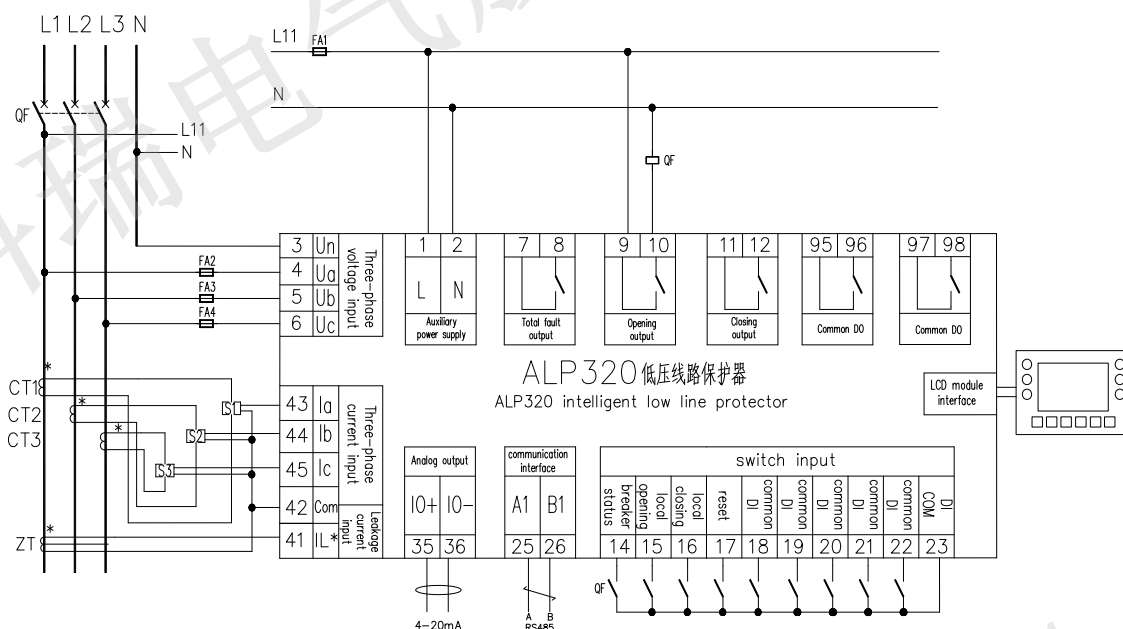 L1 L2 L3 N
L11 FA1
N
QF
L11
N
QF
3 Un
4 Ua
5 Ub
6 Uc
Three-phase
voltage input
FA2
FA3
FA4
1 2
L N
Auxiliary
power supply
7 8
Total fault
output
9 10
Opening
output
11 12
Closing
output
95 96
Common DO
97 98
Common DO
ALP320低压线路保护器
ALP320 intelligent low line protector
LCD module
interface
CT1 *
CT2 *
CT3 *
S1
S2
S3
ZT *
43 Ia
44 Ib
45 Ic
42 Com
41 IL*
Three-phase
current input
Leakage
current
input
Analog output
IO+ IO-
35 36
4-20mA
communication
interface
A1 B1
25 26
A B
RS485
switch input
breaker
status
local
opening
local
closing
reset
common
DI
common
DI
common
DI
common
DI
common
DI
DI
COM
14 15 16 17 18 19 20 21 22 23
QF
瑞电气